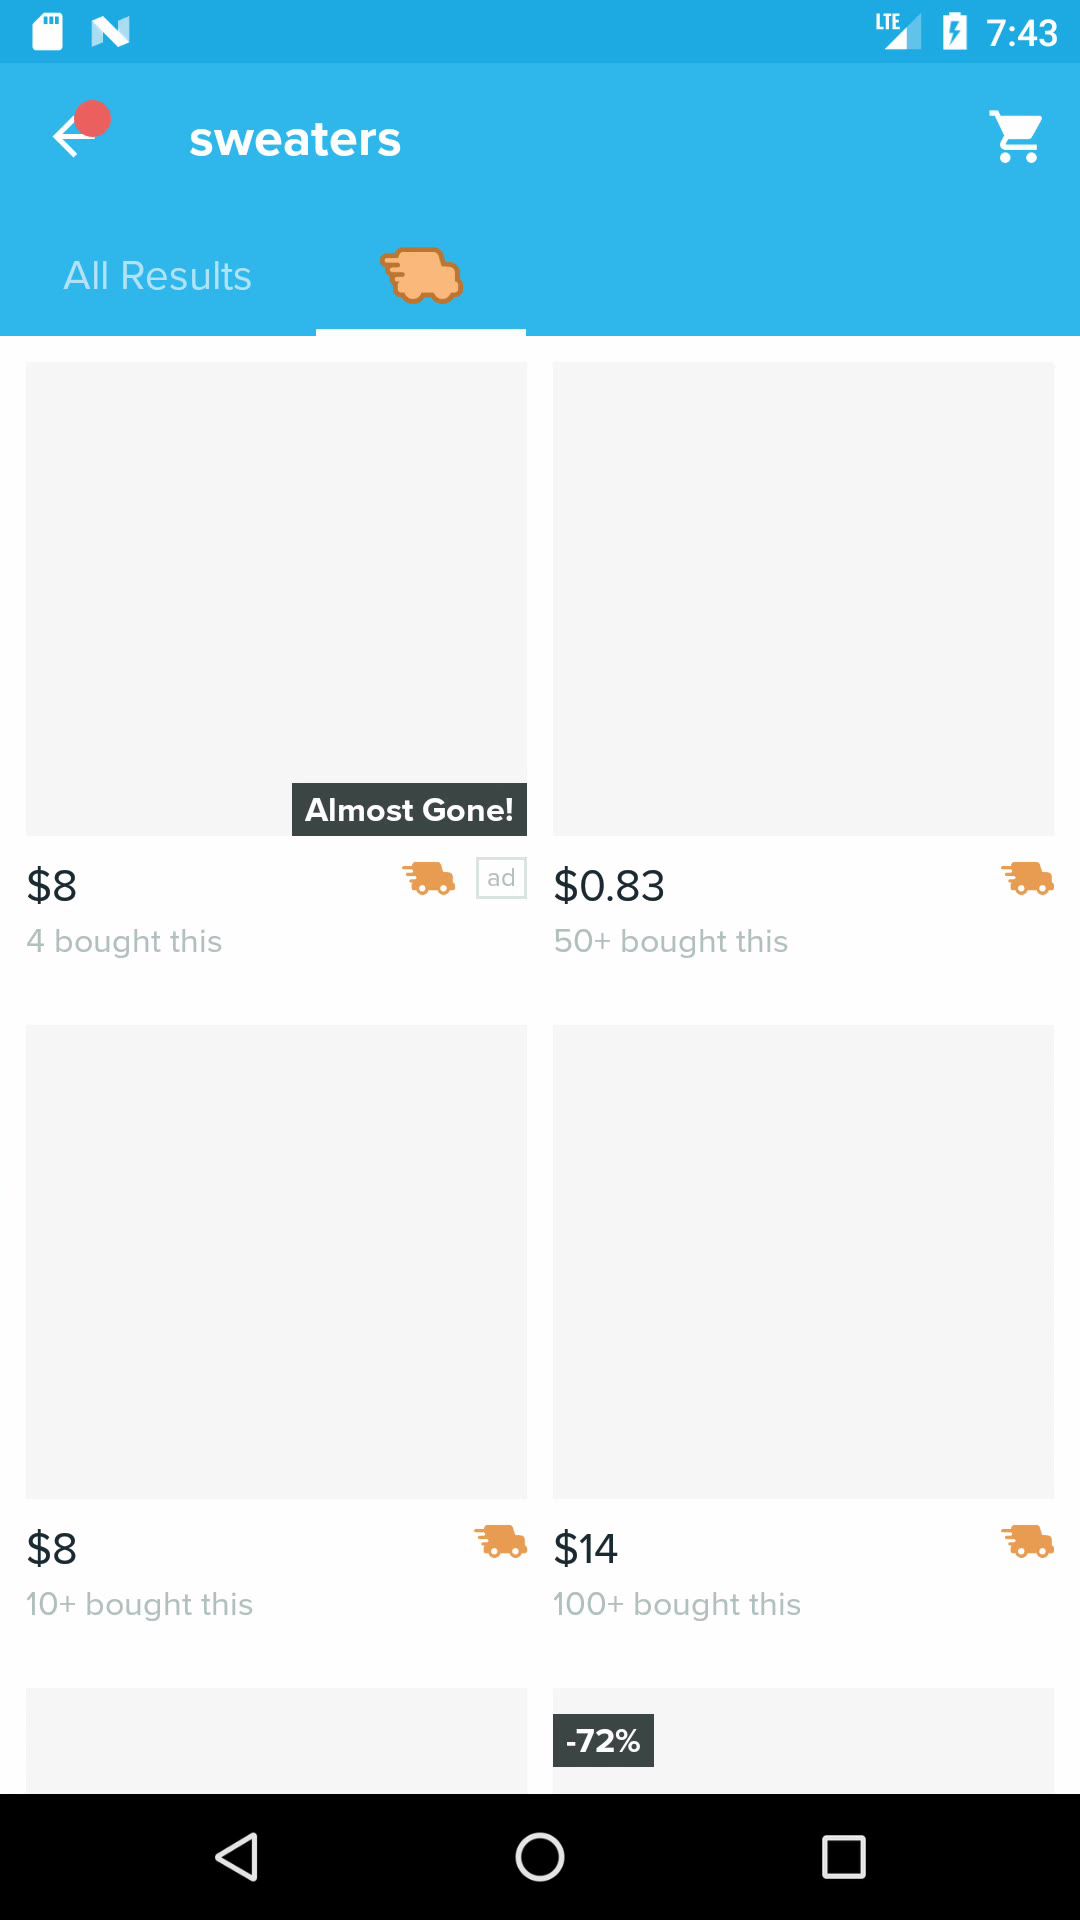 LTE 7:43
sweaters
All Results
Almost Gone!
$8 ad
4 bought this
$0.83
50+ bought this
$8
10+ bought this
$14
100+ bought this
-72%